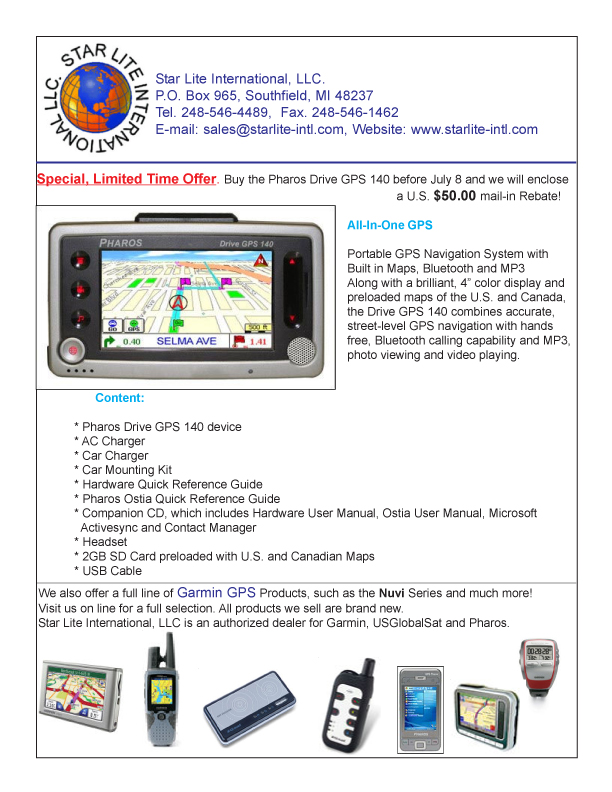 STAR LITE INTERNATIONAL, LLC.
Star Lite International, LLC.
P.O. Box 965, Southfield, MI 48237
Tel. 248-546-4489,  Fax. 248-546-1462
E-mail: sales@starlite-intl.com, Website: www.starlite-intl.com
Special, Limited Time Offer. Buy the Pharos Drive GPS 140 before July 8 and we will enclose
a U.S. $50.00 mail-in Rebate!
PHAROS Drive GPS 140
GO GPS 500 ft
0.40 SELMA AVE 1.41
All-In-One GPS
Portable GPS Navigation System with
Built in Maps, Bluetooth and MP3
Along with a brilliant, 4” color display and
preloaded maps of the U.S. and Canada,
the Drive GPS 140 combines accurate,
street-level GPS navigation with hands
free, Bluetooth calling capability and MP3,
photo viewing and video playing.
Content:
* Pharos Drive GPS 140 device
* AC Charger
* Car Charger
* Car Mounting Kit
* Hardware Quick Reference Guide
* Pharos Ostia Quick Reference Guide
* Companion CD, which includes Hardware User Manual, Ostia User Manual, Microsoft
Activesync and Contact Manager
* Headset
* 2GB SD Card preloaded with U.S. and Canadian Maps
* USB Cable
We also offer a full line of Garmin GPS Products, such as the Nuvi Series and much more!
Visit us on line for a full selection. All products we sell are brand new.
Star Lite International, LLC is an authorized dealer for Garmin, USGlobalSat and Pharos.